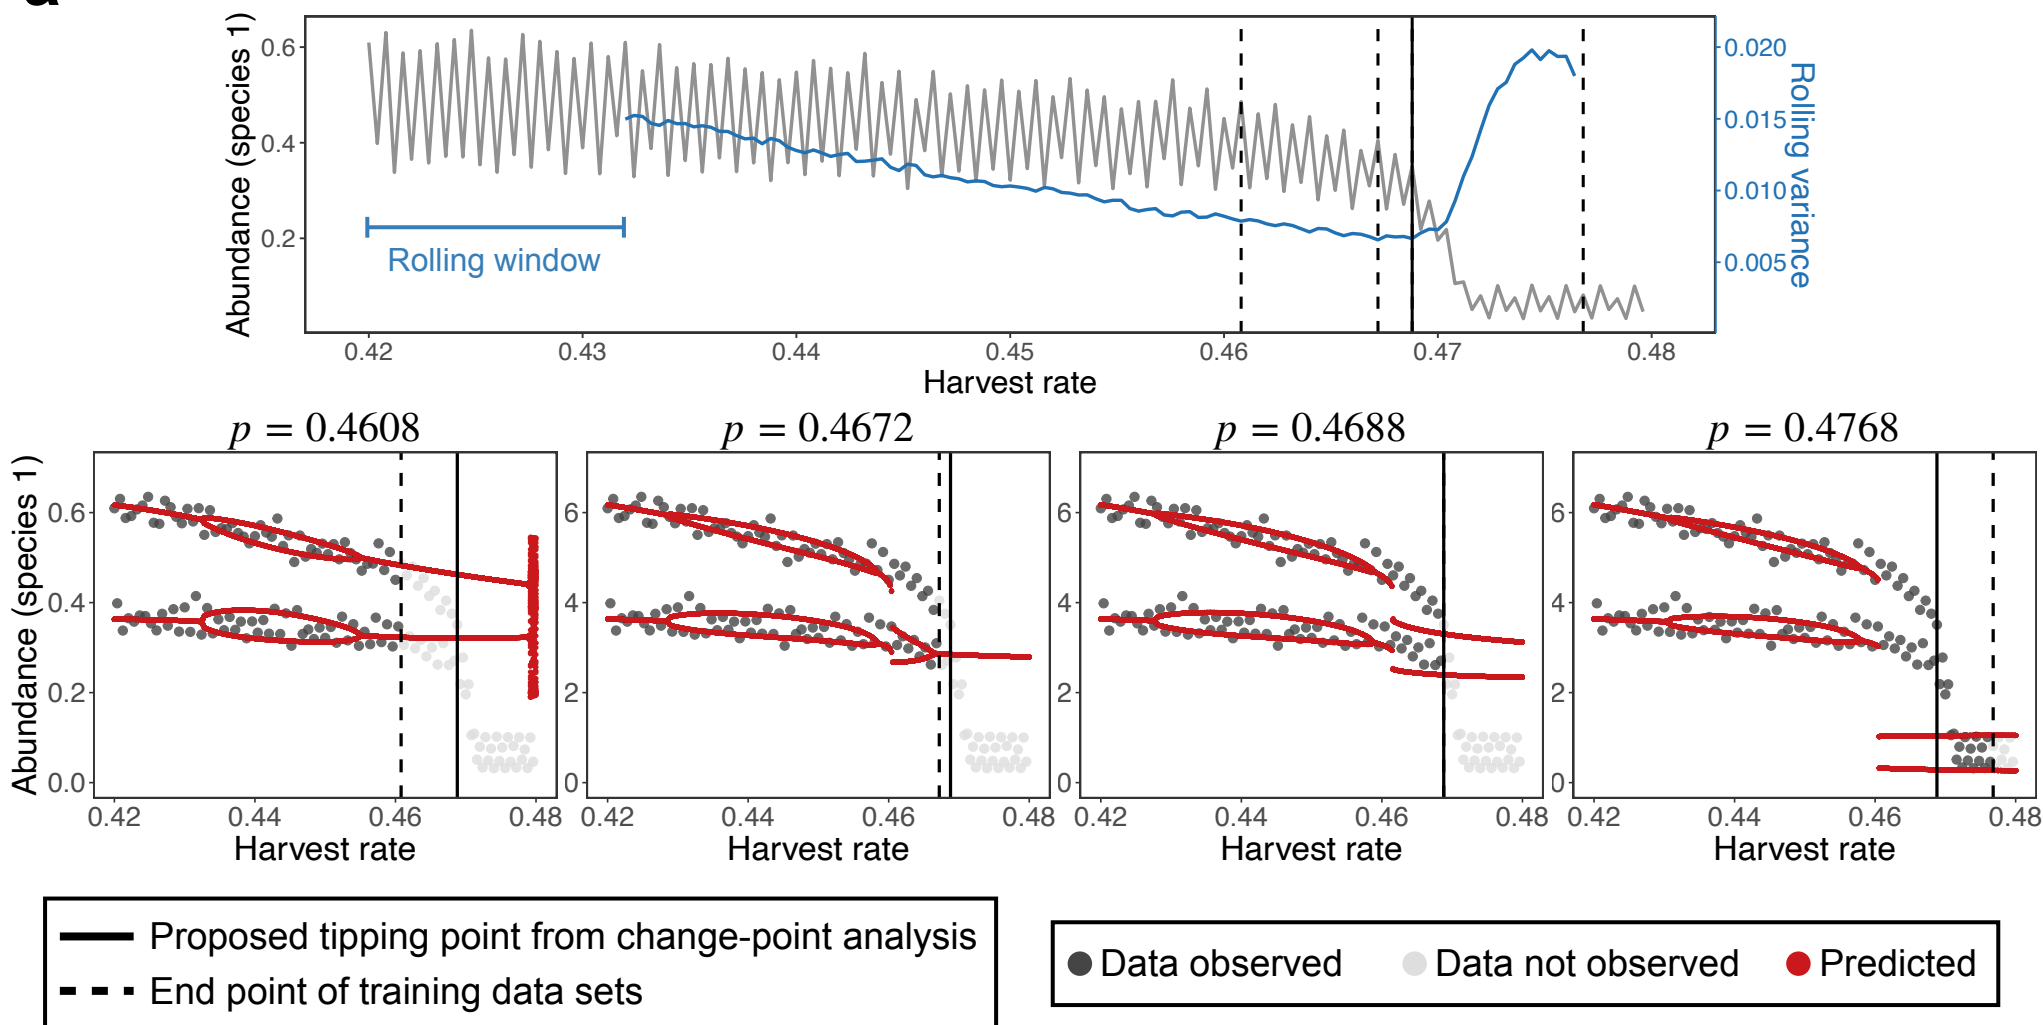 a
Abundance (species 1)
0.6
0.4
0.2
0.020
0.015
0.010
0.005
Rolling variance
Rolling window
0.42 0.43 0.44 0.45 0.46 0.47 0.48
Harvest rate
p = 0.4608 p = 0.4672 p = 0.4688 p = 0.4768
Abundance (species 1)
0.6 6 6 6
0.4 4 4 4
0.2 2 2 2
0.0 0 0 0
0.42 0.44 0.46 0.48 0.42 0.44 0.46 0.48 0.42 0.44 0.46 0.48 0.42 0.44 0.46 0.48
Harvest rate Harvest rate Harvest rate Harvest rate
Proposed tipping point from change-point analysis
End point of training data sets
Data observed Data not observed Predicted